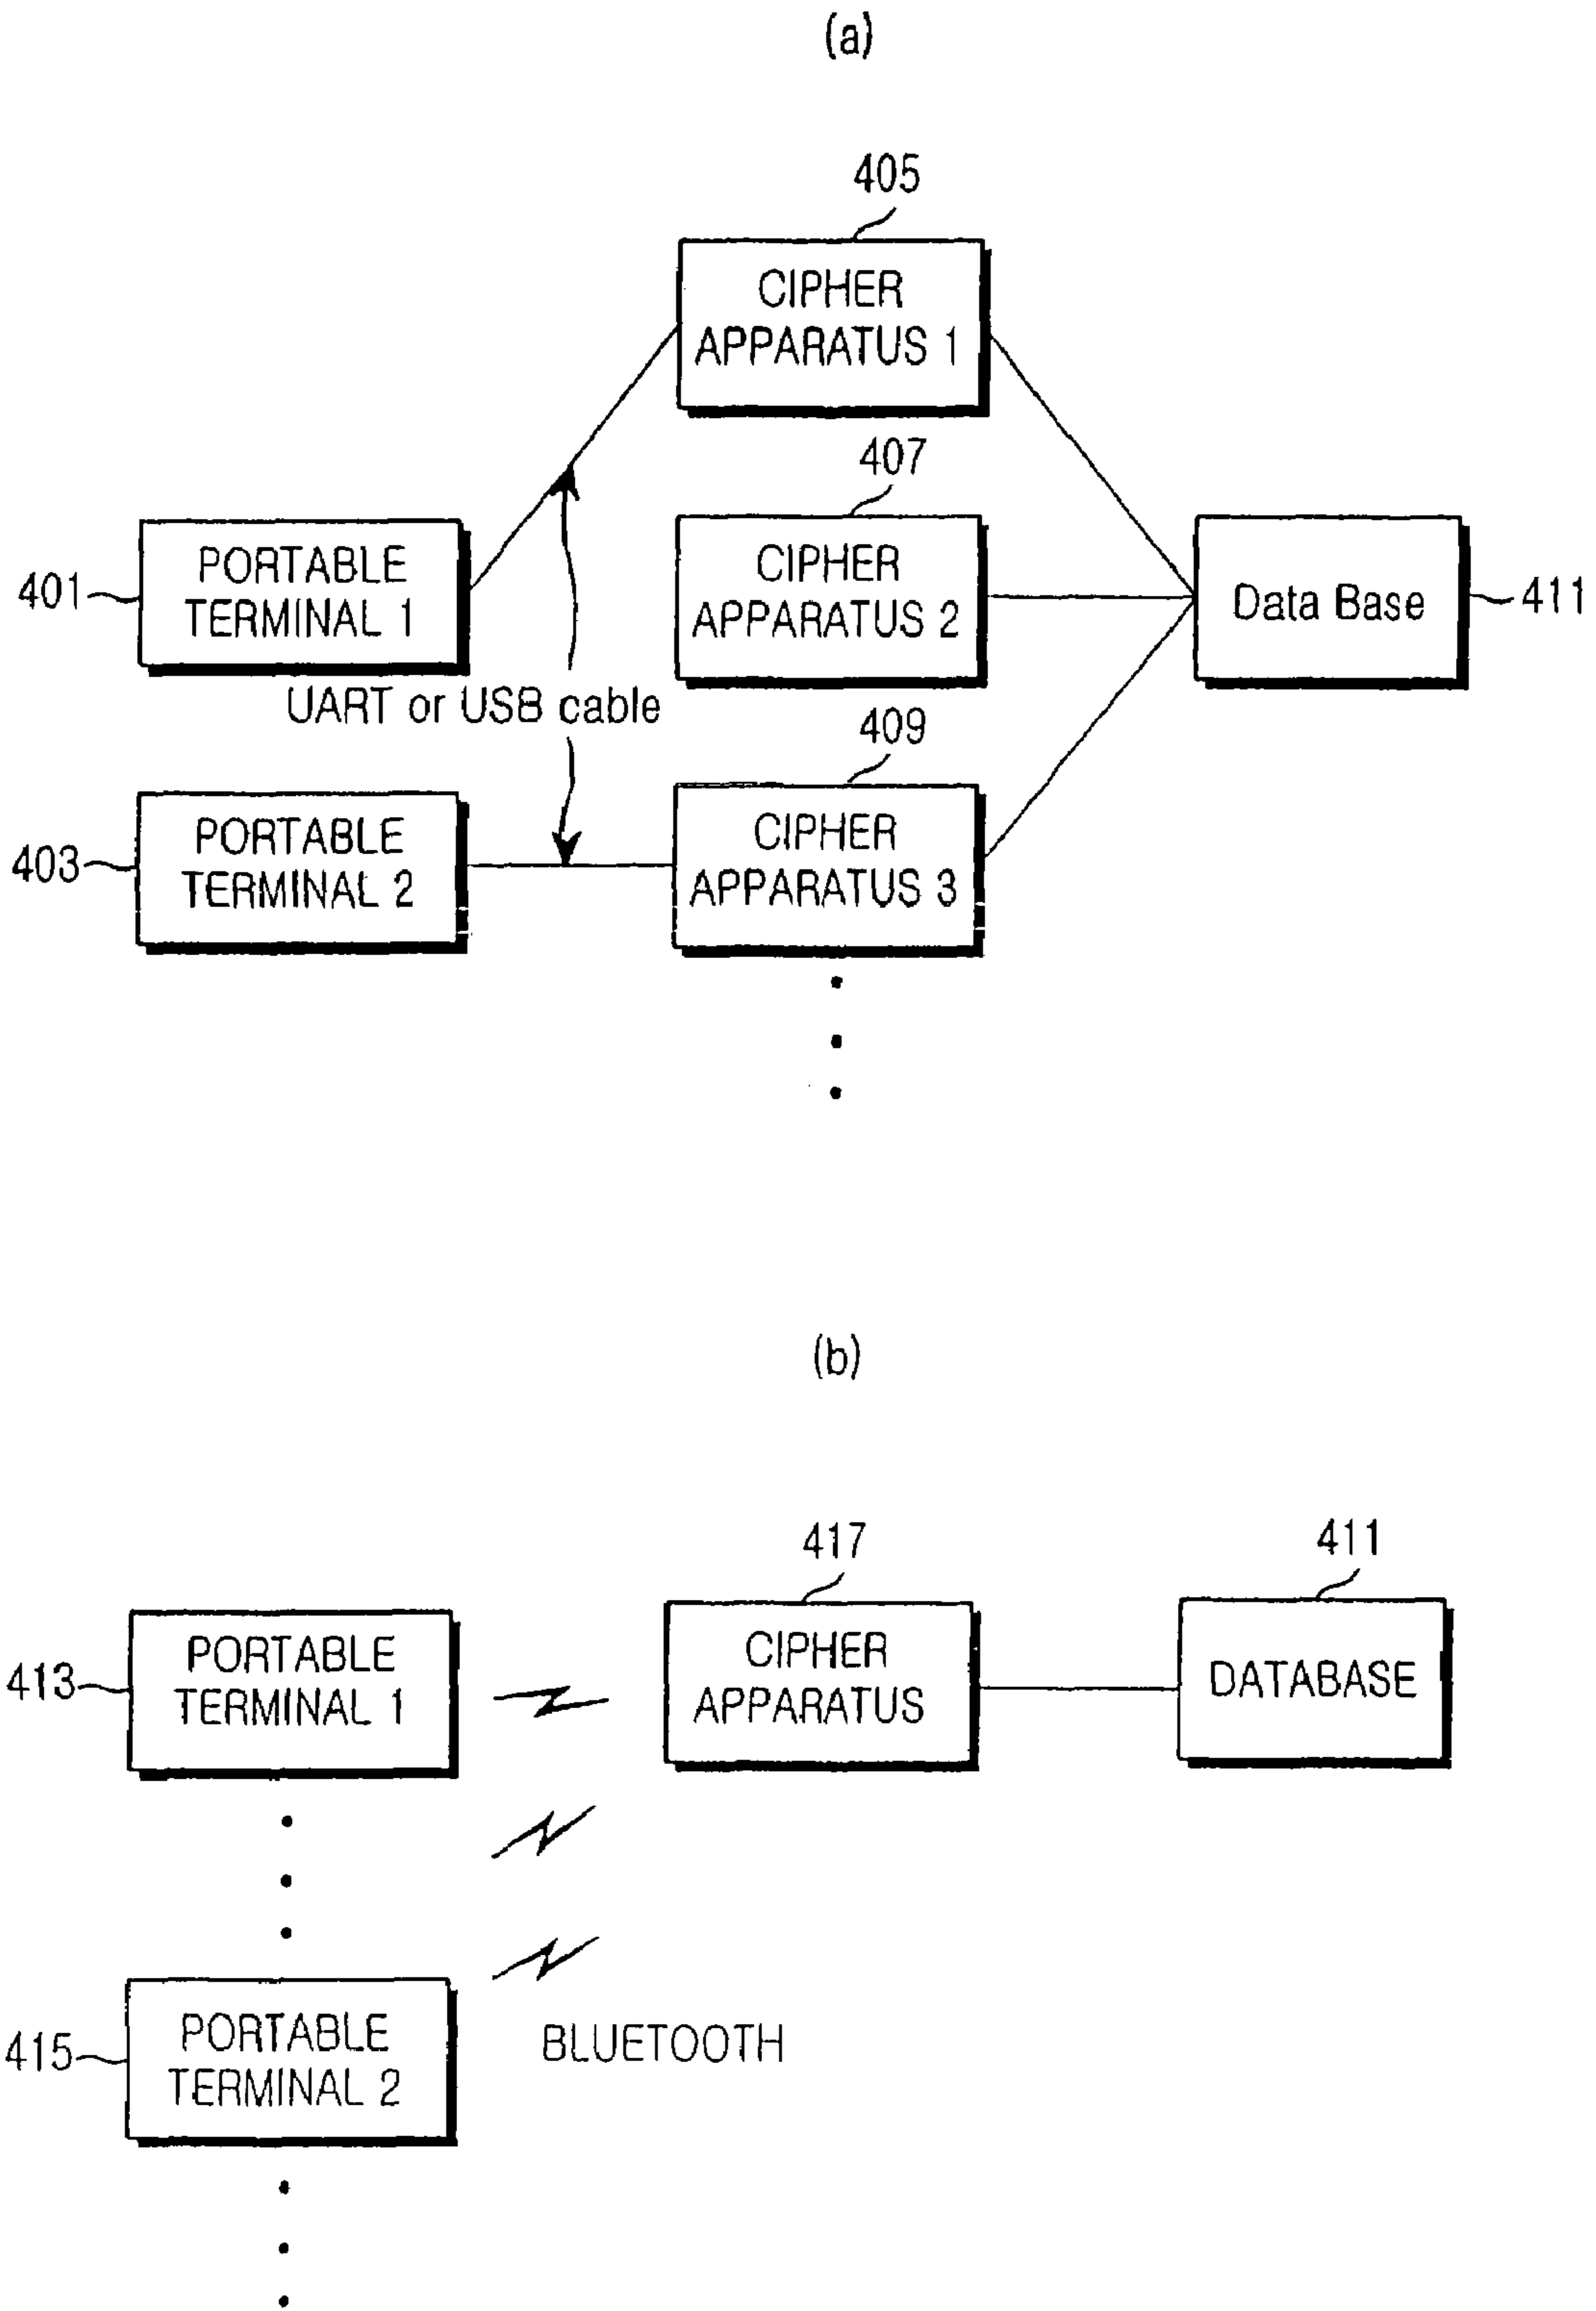 (a)
405
CIPHER
APPARATUS 1
407
401
PORTABLE
TERMINAL 1
CIPHER
APPARATUS 2
Data Base
411
UART or USB cable
409
403
PORTABLE
TERMINAL 2
CIPHER
APPARATUS 3
(b)
417
411
413
PORTABLE
TERMINAL 1
CIPHER
APPARATUS
DATABASE
415
PORTABLE
TERMINAL 2
BLUETOOTH